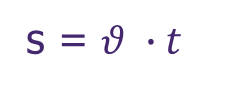 s = 𝜗 · t